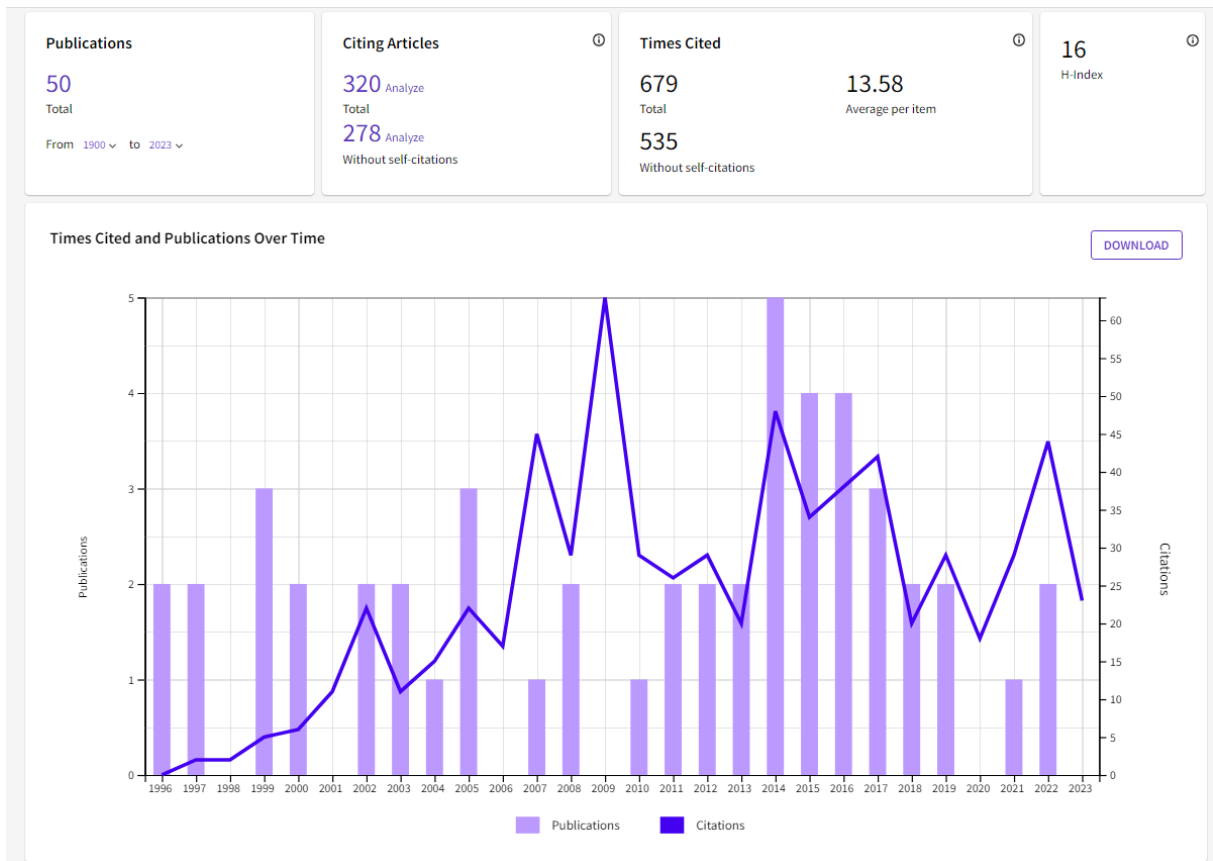 Publications
50
Total
From 1900 to 2023
Citing Articles
320 Analyze
Total
278 Analyze
Without self-citations
Times Cited
679
Total
535
Without self-citations
13.58
Average per item
16
H-Index
Times Cited and Publications Over Time
DOWNLOAD
Publications
5
4
3
2
1
0
60
55
50
45
40
35
30
25
20
15
10
5
0
Citations
1996 1997 1998 1999 2000 2001 2002 2003 2004 2005 2006 2007 2008 2009 2010 2011 2012 2013 2014 2015 2016 2017 2018 2019 2020 2021 2022 2023
Publications Citations